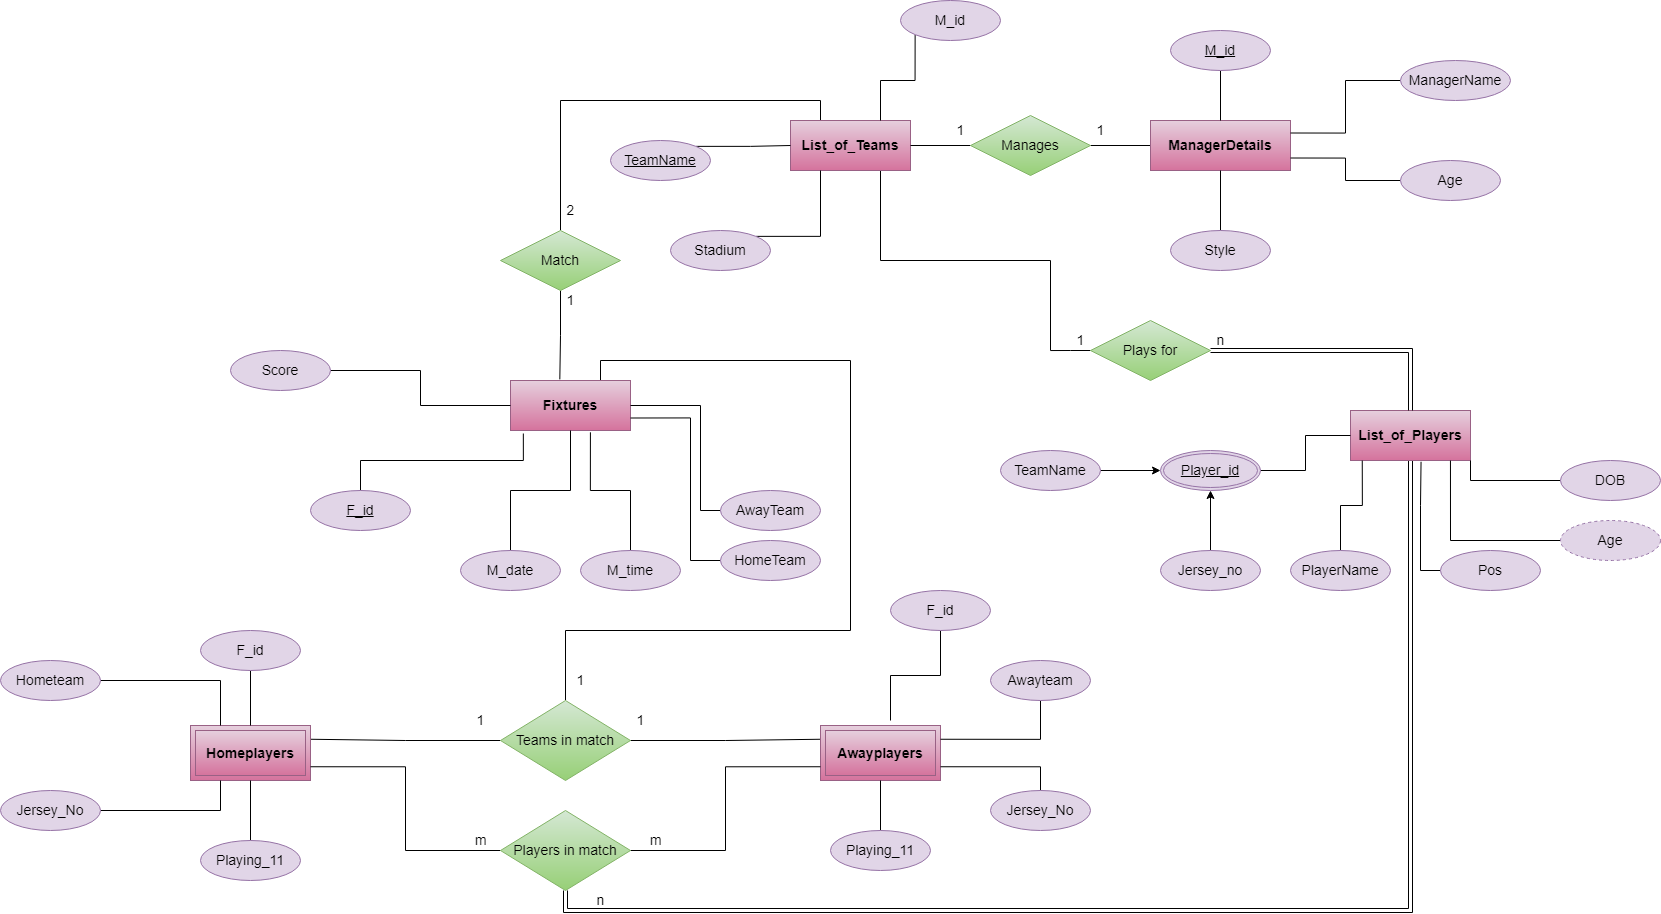 M_id
M_id
ManagerName
1
1
List_of_Teams
Manages
ManagerDetails
TeamName
Age
2
Stadium
Style
Match
1
1
n
Plays for
Score
Fixtures
List_of_Players
TeamName
Player_id
DOB
F_id
AwayTeam
Age
HomeTeam
M_date
M_time
Jersey_no
PlayerName
Pos
F_id
F_id
Hometeam
1
Awayteam
1
1
Teams in match
Homeplayers
Awayplayers
Jersey_No
Jersey_No
m
m
Playing_11
Players in match
Playing_11
n